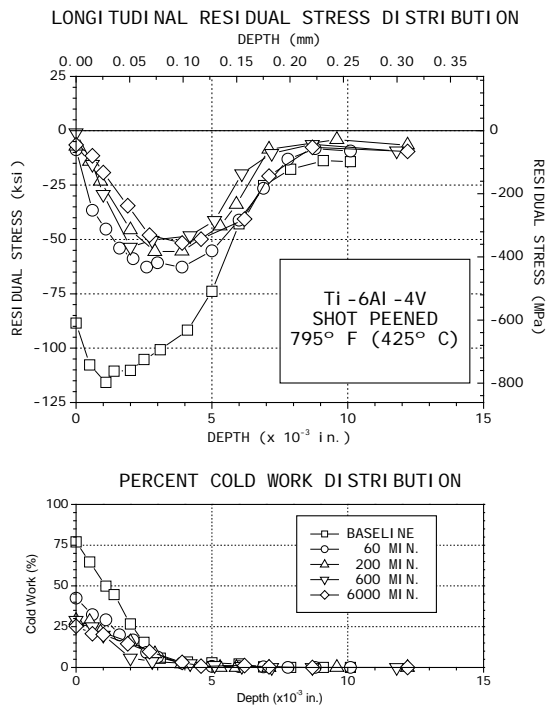 LONGITUDINAL RESIDUAL STRESS DISTRIBUTION
DEPTH (mm)
0.00 0.05 0.10 0.15 0.20 0.25 0.30 0.35
25
0
-25
-50
-75
-100
-125
RESIDUAL STRESS (ksi)
0
-200
-400
-600
-800
RESIDUAL STRESS (MPa)
Ti-6Al-4V
SHOT PEENED
795° F (425° C)
0 5 10 15
DEPTH (x 10⁻³ in.)
PERCENT COLD WORK DISTRIBUTION
100
75
50
25
0
Cold Work (%)
BASELINE
60 MIN.
200 MIN.
600 MIN.
6000 MIN.
0 5 10 15
Depth (x10⁻³ in.)